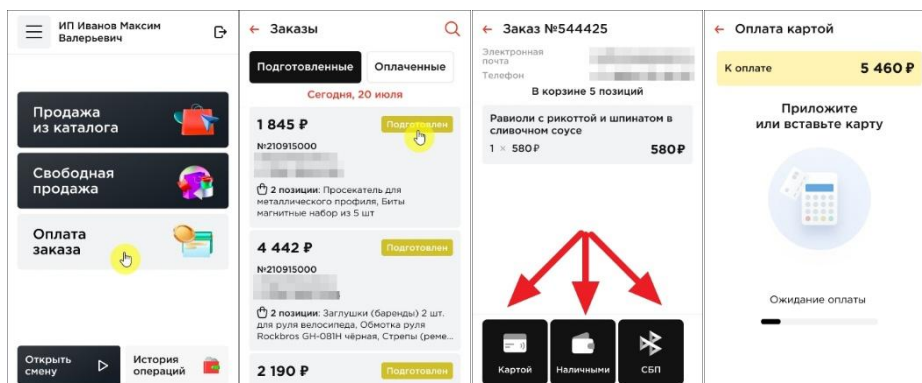 ИП Иванов Максим
Валерьевич
Продажа
из каталога
Свободная
продажа
Оплата
заказа
Открыть
смену
История
операций
Заказы
Подготовленные
Оплаченные
Сегодня, 20 июля
1 845 ₽
Подготовлен
№210915000
2 позиции: Просекатель для
металлического профиля, Биты
магнитные набор из 5 шт
4 442 ₽
Подготовлен
№210915000
2 позиции: Заглушки (баренды) 2 шт.
для руля велосипеда, Обмотка руля
Rockbros GH-081H чёрная, Стрепы (реме...
2 190 ₽
Подготовлен
Заказ №544425
Электронная
почта
Телефон
В корзине 5 позиций
Равиоли с рикоттой и шпинатом в
сливочном соусе
1 × 580₽
580₽
Картой
Наличными
СБП
Оплата картой
К оплате
5 460 ₽
Приложите
или вставьте карту
Ожидание оплаты